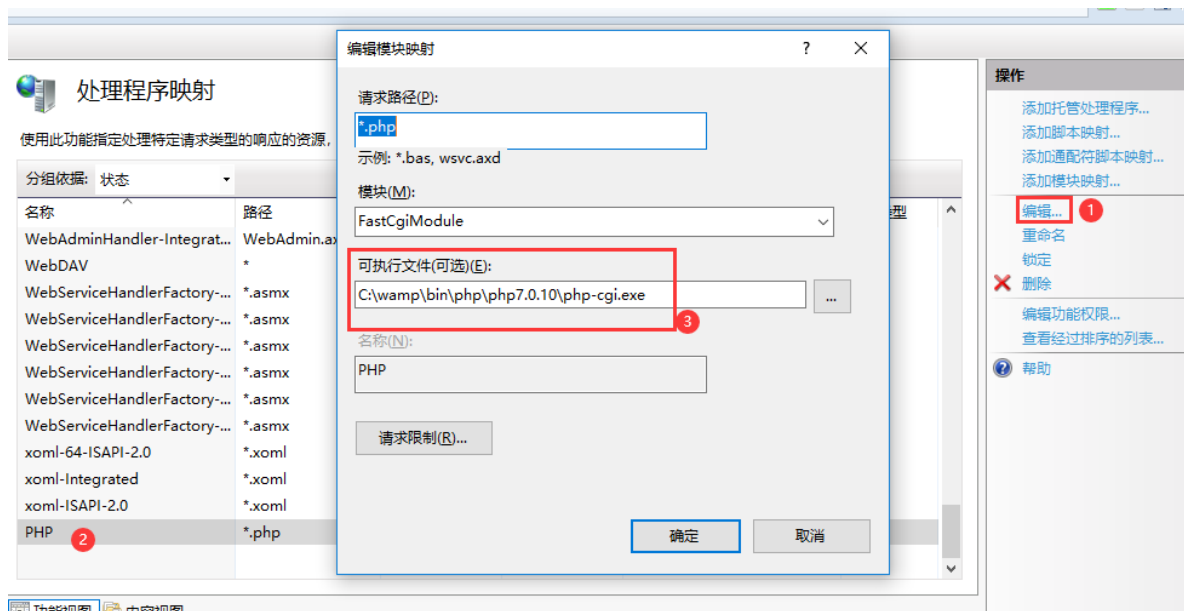 编辑模块映射
?
处理程序映射
使用此功能指定处理特定请求类型的响应的资源,
分组依据: 状态
名称 路径
WebAdminHandler-Integrat... WebAdmin.ax
WebDAV *
WebServiceHandlerFactory-... *.asmx
WebServiceHandlerFactory-... *.asmx
WebServiceHandlerFactory-... *.asmx
WebServiceHandlerFactory-... *.asmx
WebServiceHandlerFactory-... *.asmx
WebServiceHandlerFactory-... *.asmx
xoml-64-ISAPI-2.0 *.xoml
xoml-Integrated *.xoml
xoml-ISAPI-2.0 *.xoml
PHP 2 *.php
请求路径(P):
*.php
示例: *.bas, wsvc.axd
模块(M):
FastCgiModule
可执行文件(可选)(E):
C:\wamp\bin\php\php7.0.10\php-cgi.exe
...
3
名称(N):
PHP
请求限制(R)...
确定 取消
操作
添加托管处理程序...
添加脚本映射...
添加通配符脚本映射...
添加模块映射...
编辑... 1
重命名
锁定
删除
编辑功能权限...
查看经过排序的列表...
帮助
功能视图 内容视图